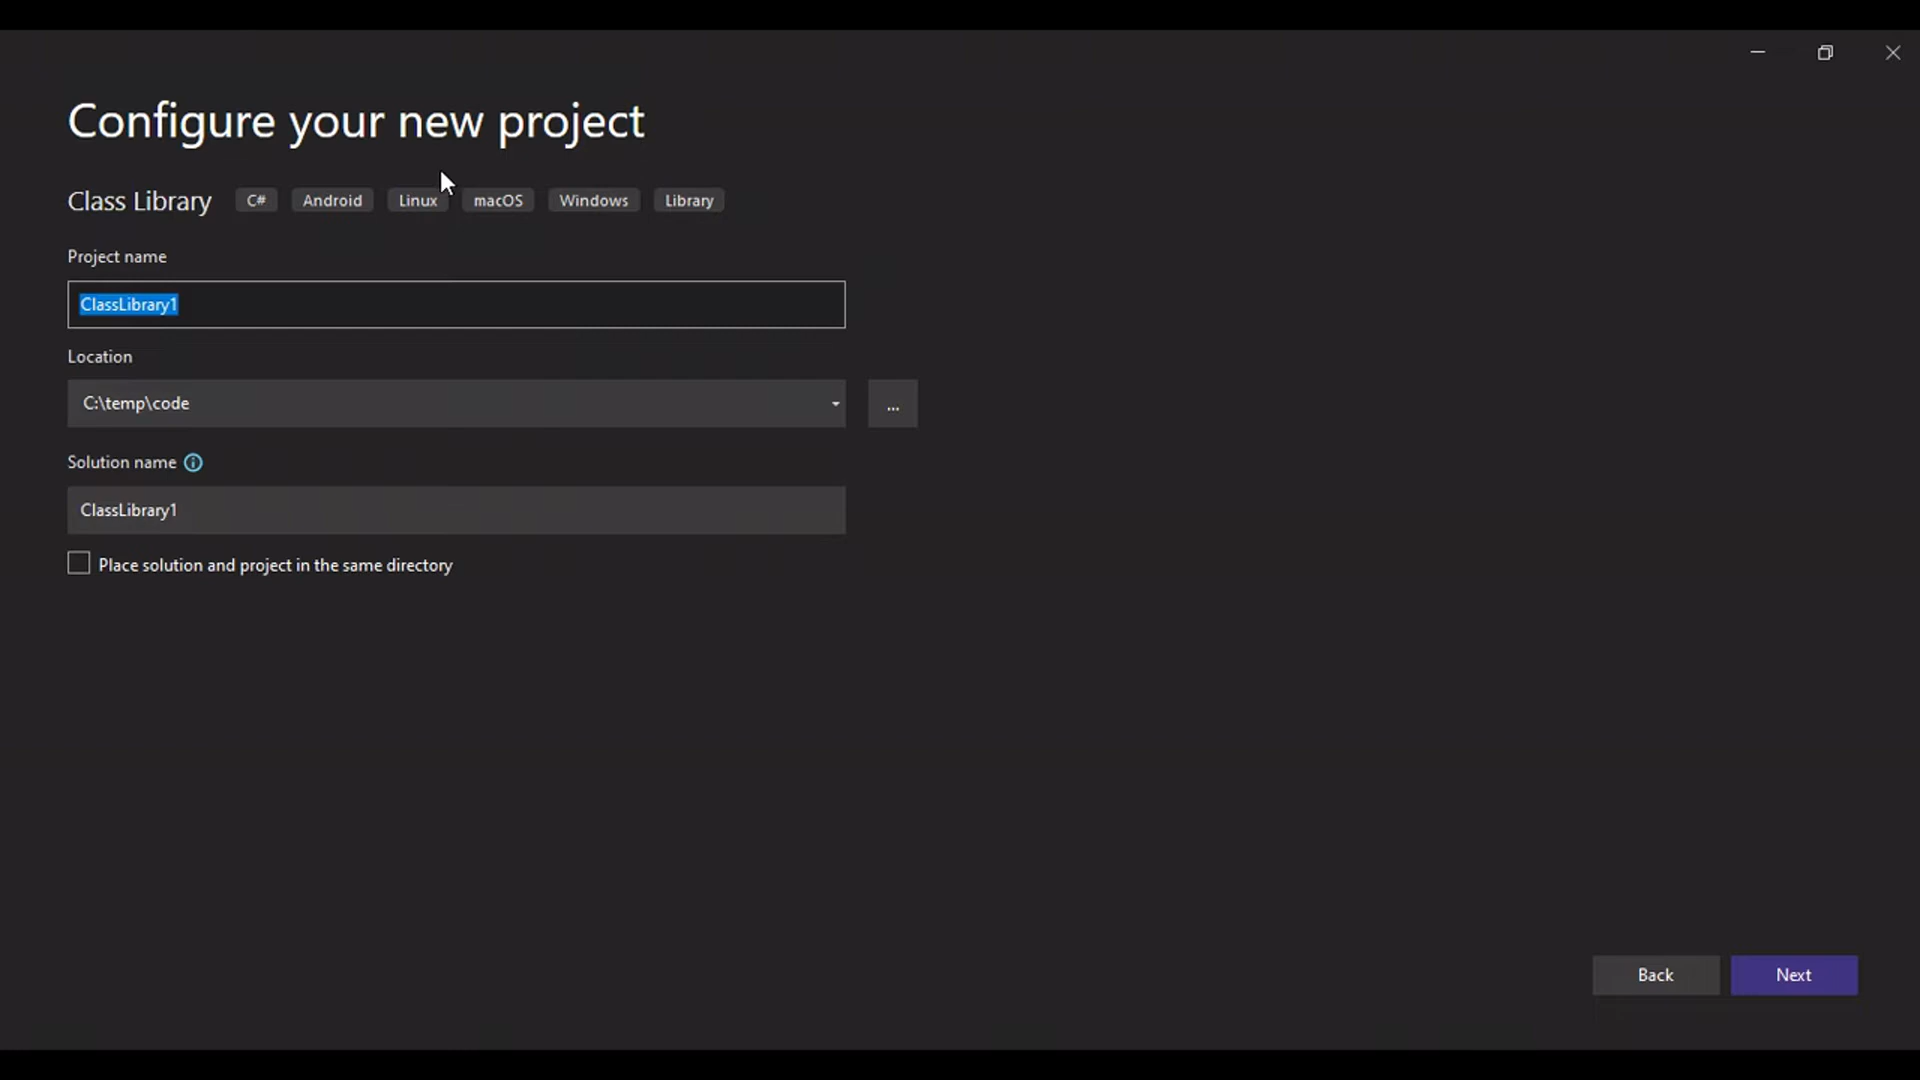 Configure your new project
Class Library C# Android Linux macOS Windows Library
Project name
ClassLibrary1
Location
C:\temp\code
...
Solution name
ClassLibrary1
Place solution and project in the same directory
Back Next